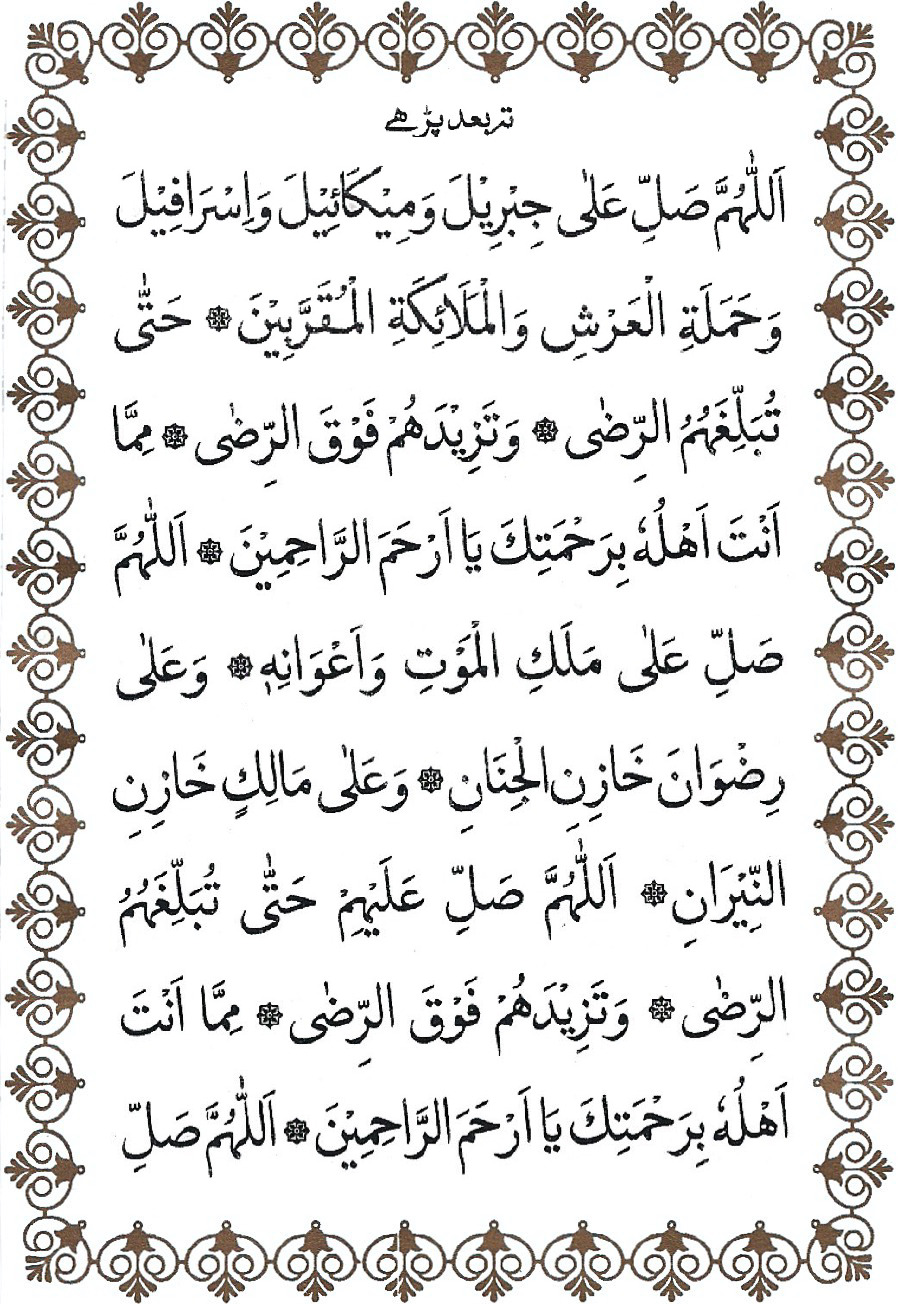 تہ بعد پڑھے
اَللّٰهُمَّ صَلِّ عَلٰى جِبْرِيْلَ وَمِيْكَائِيْلَ وَاِسْرَافِيْلَ
وَحَمَلَةِ الْعَرْشِ وَالْمَلَائِكَةِ الْمُقَرَّبِيْنَ ۞ حَتّٰى
تُبَلِّغَهُمُ الرِّضٰى ۞ وَتَزِيْدَهُمْ فَوْقَ الرِّضٰى ۞ مِمَّا
اَنْتَ اَهْلُهٗ بِرَحْمَتِكَ يَا اَرْحَمَ الرَّاحِمِيْنَ ۞ اَللّٰهُمَّ
صَلِّ عَلٰى مَلَكِ الْمَوْتِ وَاَعْوَانِهٖ ۞ وَعَلٰى
رِضْوَانَ خَازِنِ الْجِنَانِ ۞ وَعَلٰى مَالِكٍ خَازِنِ
النِّيْرَانِ ۞ اَللّٰهُمَّ صَلِّ عَلَيْهِمْ حَتّٰى تُبَلِّغَهُمُ
الرِّضٰى ۞ وَتَزِيْدَهُمْ فَوْقَ الرِّضٰى ۞ مِمَّا اَنْتَ
اَهْلُهٗ بِرَحْمَتِكَ يَا اَرْحَمَ الرَّاحِمِيْنَ ۞ اَللّٰهُمَّ صَلِّ